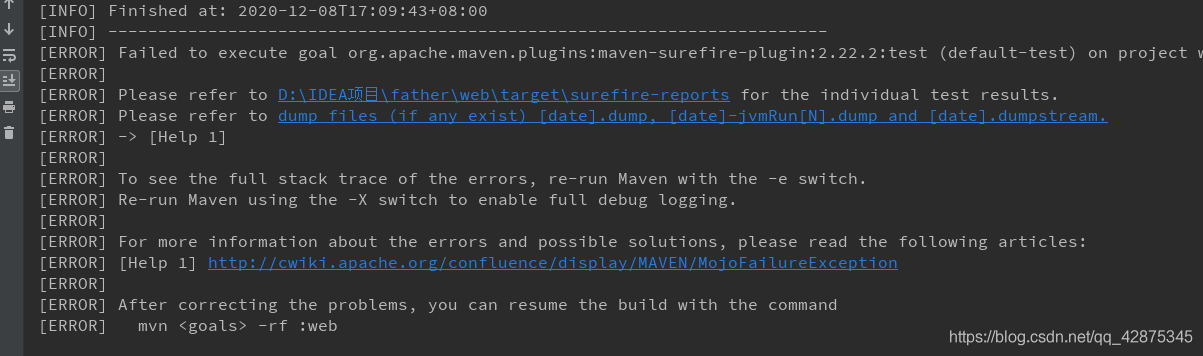 [INFO] Finished at: 2020-12-08T17:09:43+08:00
[INFO] ------------------------------------------------------------------------
[ERROR] Failed to execute goal org.apache.maven.plugins:maven-surefire-plugin:2.22.2:test (default-test) on project w
[ERROR]
[ERROR] Please refer to D:\IDEA项目\father\web\target\surefire-reports for the individual test results.
[ERROR] Please refer to dump files (if any exist) [date].dump, [date]-jvmRun[N].dump and [date].dumpstream.
[ERROR] -> [Help 1]
[ERROR]
[ERROR] To see the full stack trace of the errors, re-run Maven with the -e switch.
[ERROR] Re-run Maven using the -X switch to enable full debug logging.
[ERROR]
[ERROR] For more information about the errors and possible solutions, please read the following articles:
[ERROR] [Help 1] http://cwiki.apache.org/confluence/display/MAVEN/MojoFailureException
[ERROR]
[ERROR] After correcting the problems, you can resume the build with the command
[ERROR]   mvn <goals> -rf :web
https://blog.csdn.net/qq_42875345